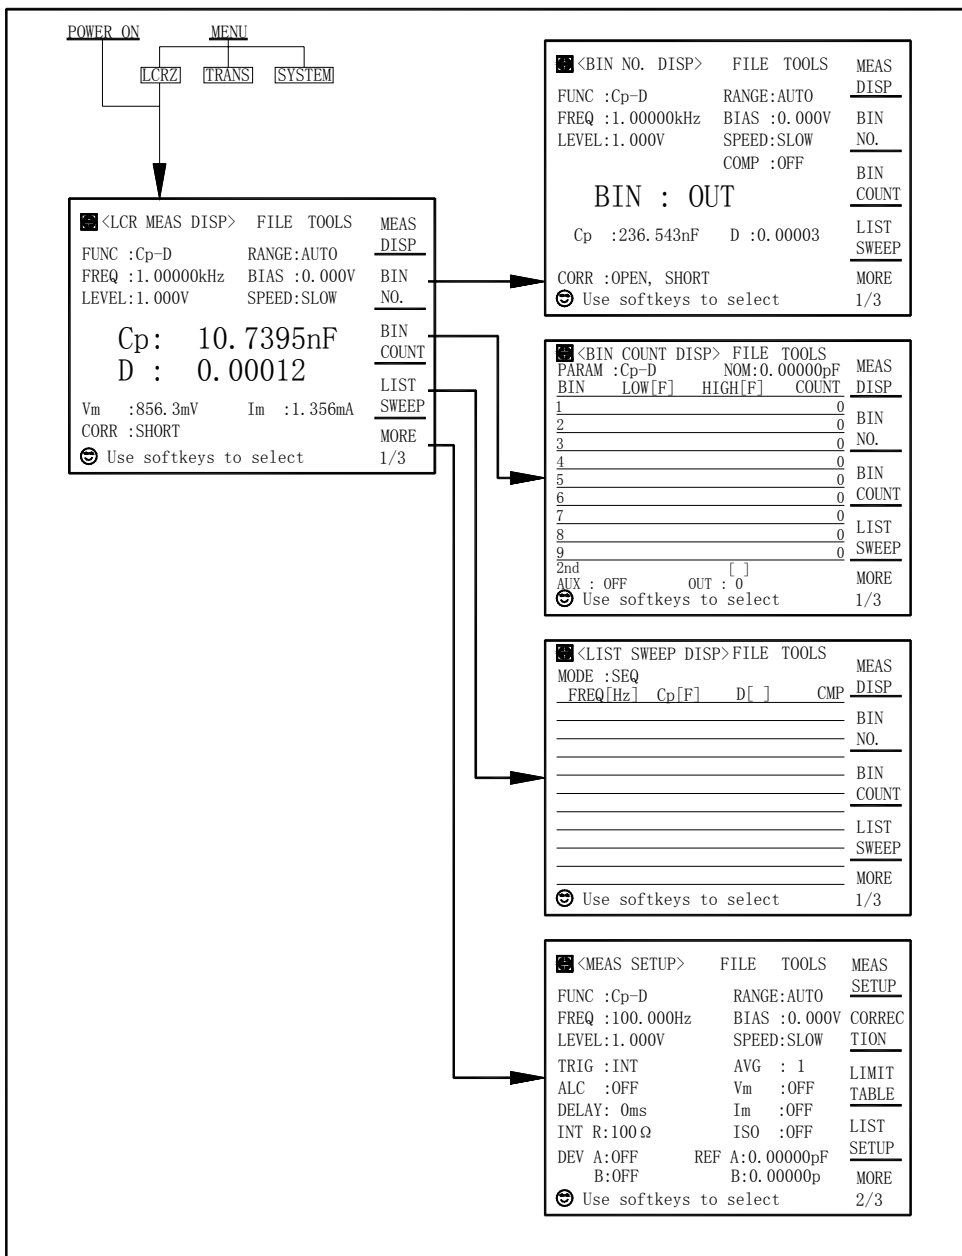 POWER ON MENU
LCRZ TRANS SYSTEM
<LCR MEAS DISP> FILE TOOLS MEAS
DISP
FUNC :Cp-D RANGE:AUTO
FREQ :1.00000kHz BIAS :0.000V BIN
LEVEL:1.000V SPEED:SLOW NO.
Cp: 10.7395nF BIN
COUNT
D : 0.00012
LIST
Vm :856.3mV Im :1.356mA SWEEP
CORR :SHORT
MORE
Use softkeys to select 1/3
<BIN NO. DISP> FILE TOOLS MEAS
DISP
FUNC :Cp-D RANGE:AUTO
FREQ :1.00000kHz BIAS :0.000V BIN
LEVEL:1.000V SPEED:SLOW NO.
COMP :OFF
BIN
BIN : OUT COUNT
LIST
Cp :236.543nF D :0.00003
SWEEP
CORR :OPEN, SHORT MORE
Use softkeys to select 1/3
<BIN COUNT DISP> FILE TOOLS
PARAM :Cp-D NOM:0.00000pF MEAS
BIN LOW[F] HIGH[F] COUNT DISP
1 0
2 0 BIN
3 0 NO.
4 0
5 0 BIN
6 0 COUNT
7 0
8 0 LIST
9 0 SWEEP
2nd [ ]
AUX : OFF OUT : 0 MORE
Use softkeys to select 1/3
<LIST SWEEP DISP>FILE TOOLS
MEAS
MODE :SEQ
FREQ[Hz] Cp[F] D[ ] CMP DISP
BIN
NO.
BIN
COUNT
LIST
SWEEP
MORE
Use softkeys to select 1/3
<MEAS SETUP> FILE TOOLS MEAS
SETUP
FUNC :Cp-D RANGE:AUTO
FREQ :100.000Hz BIAS :0.000V CORREC
LEVEL:1.000V SPEED:SLOW TION
TRIG :INT AVG : 1 LIMIT
ALC :OFF Vm :OFF TABLE
DELAY: 0ms Im :OFF
INT R:100Ω ISO :OFF LIST
SETUP
DEV A:OFF REF A:0.00000pF
B:OFF B:0.00000p MORE
Use softkeys to select 2/3